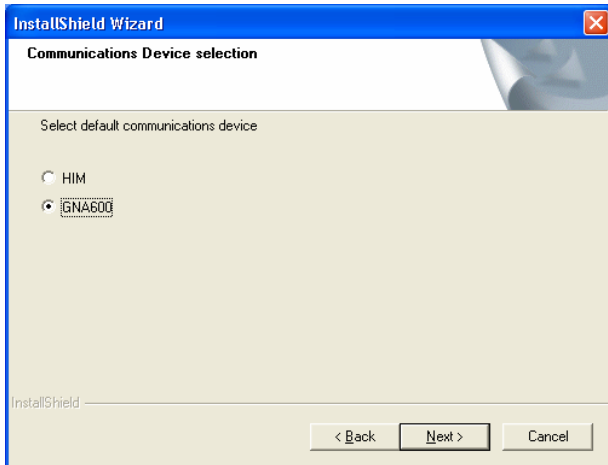 InstallShield Wizard
Communications Device selection
Select default communications device
HIM
GNA600
InstallShield
< Back Next > Cancel